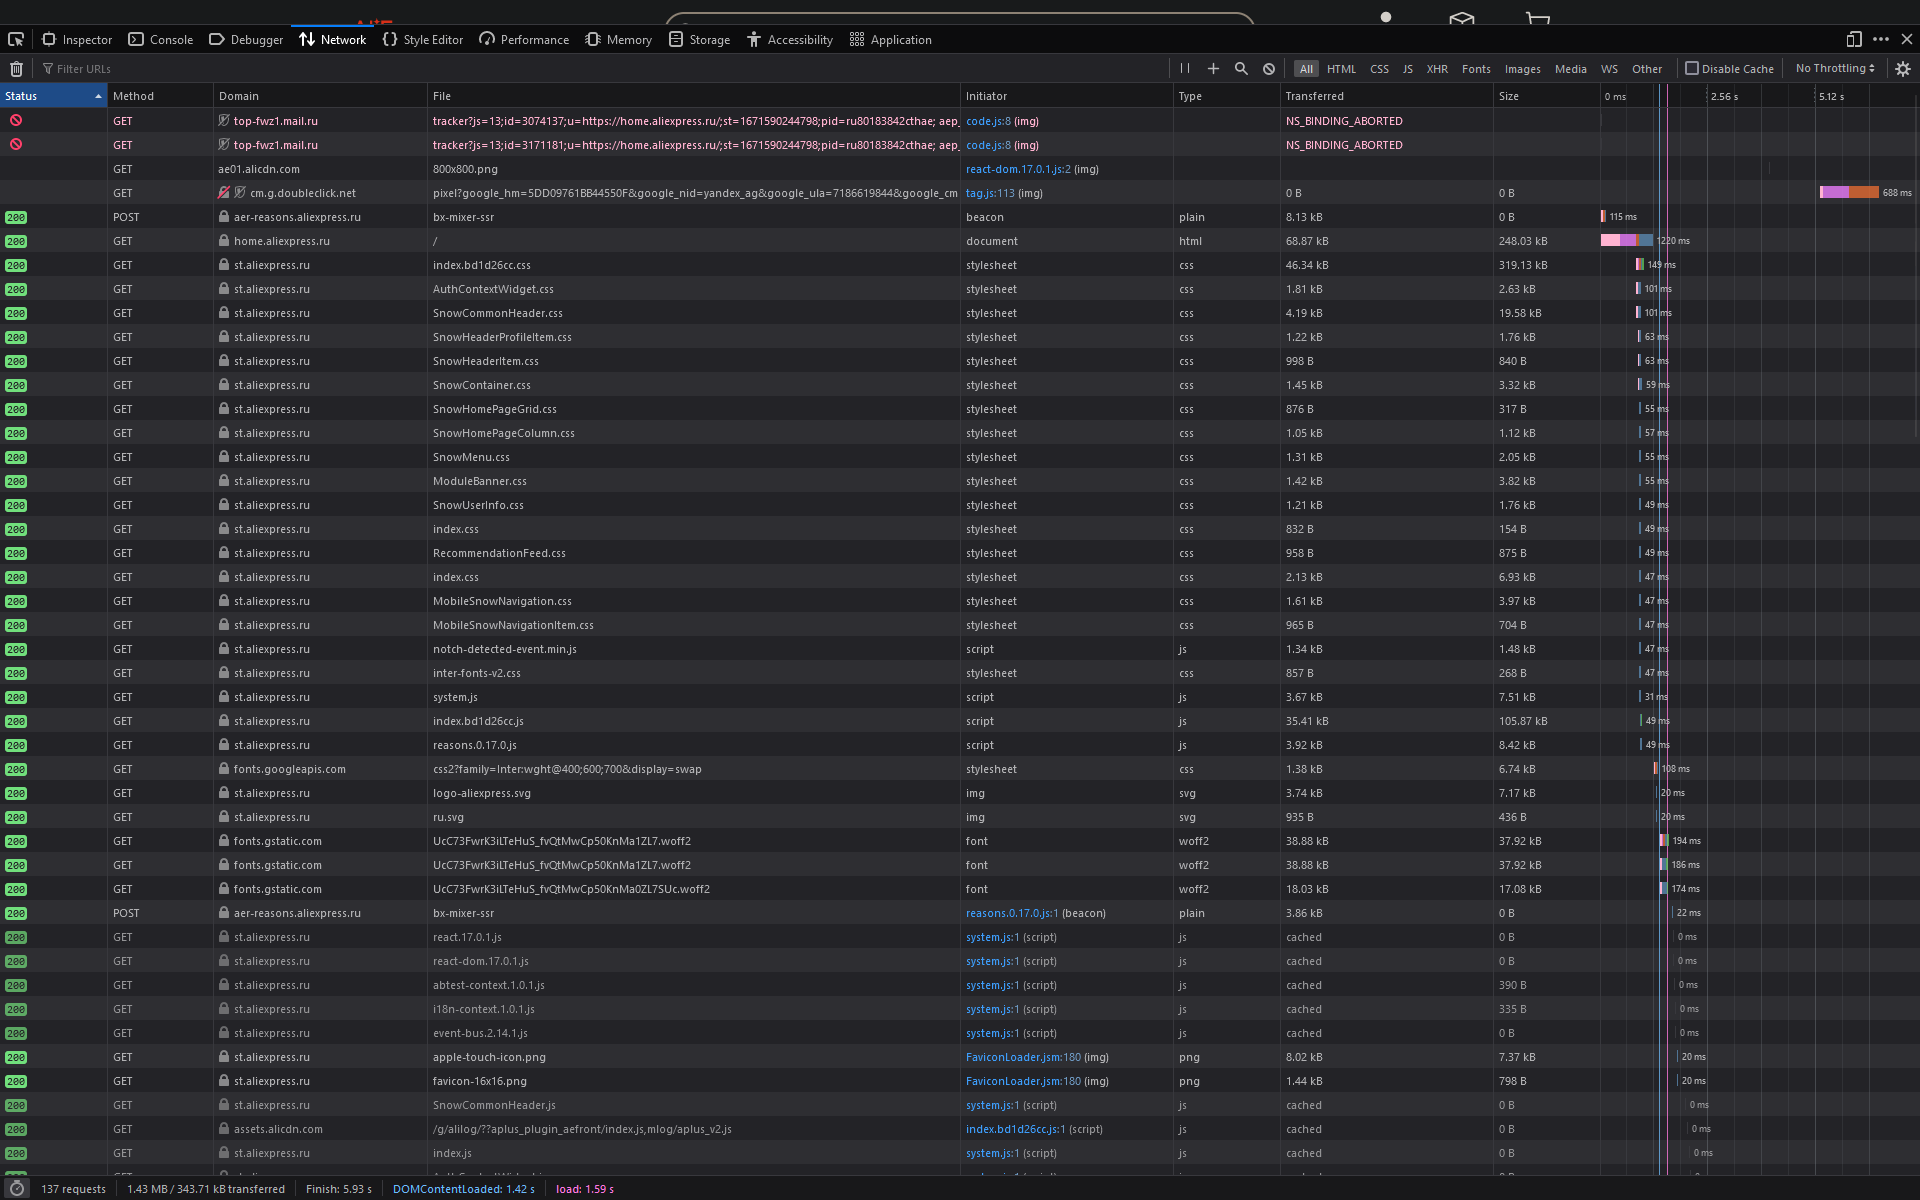 Inspector Console Debugger Network Style Editor Performance Memory Storage Accessibility Application
Filter URLs All HTML CSS JS XHR Fonts Images Media WS Other Disable Cache No Throttling
Status Method Domain File Initiator Type Transferred Size 0 ms 2.56 s 5.12 s
GET top-fwz1.mail.ru tracker?js=13;id=3074137;u=https://home.aliexpress.ru/;st=1671590244798;pid=ru80183842cthae; aep_ code.js:8 (img) NS_BINDING_ABORTED
GET top-fwz1.mail.ru tracker?js=13;id=3171181;u=https://home.aliexpress.ru/;st=1671590244798;pid=ru80183842cthae; aep_ code.js:8 (img) NS_BINDING_ABORTED
GET ae01.alicdn.com 800x800.png react-dom.17.0.1.js:2 (img)
GET cm.g.doubleclick.net pixel?google_hm=5DD09761BB44550F&google_nid=yandex_ag&google_ula=7186619844&google_cm tag.js:113 (img) 0 B 0 B 688 ms
200 POST aer-reasons.aliexpress.ru bx-mixer-ssr beacon plain 8.13 kB 0 B 115 ms
200 GET home.aliexpress.ru / document html 68.87 kB 248.03 kB 1220 ms
200 GET st.aliexpress.ru index.bd1d26cc.css stylesheet css 46.34 kB 319.13 kB 149 ms
200 GET st.aliexpress.ru AuthContextWidget.css stylesheet css 1.81 kB 2.63 kB 101 ms
200 GET st.aliexpress.ru SnowCommonHeader.css stylesheet css 4.19 kB 19.58 kB 101 ms
200 GET st.aliexpress.ru SnowHeaderProfileItem.css stylesheet css 1.22 kB 1.76 kB 63 ms
200 GET st.aliexpress.ru SnowHeaderItem.css stylesheet css 998 B 840 B 63 ms
200 GET st.aliexpress.ru SnowContainer.css stylesheet css 1.45 kB 3.32 kB 59 ms
200 GET st.aliexpress.ru SnowHomePageGrid.css stylesheet css 876 B 317 B 55 ms
200 GET st.aliexpress.ru SnowHomePageColumn.css stylesheet css 1.05 kB 1.12 kB 57 ms
200 GET st.aliexpress.ru SnowMenu.css stylesheet css 1.31 kB 2.05 kB 55 ms
200 GET st.aliexpress.ru ModuleBanner.css stylesheet css 1.42 kB 3.82 kB 55 ms
200 GET st.aliexpress.ru SnowUserInfo.css stylesheet css 1.21 kB 1.76 kB 49 ms
200 GET st.aliexpress.ru index.css stylesheet css 832 B 154 B 49 ms
200 GET st.aliexpress.ru RecommendationFeed.css stylesheet css 958 B 875 B 49 ms
200 GET st.aliexpress.ru index.css stylesheet css 2.13 kB 6.93 kB 47 ms
200 GET st.aliexpress.ru MobileSnowNavigation.css stylesheet css 1.61 kB 3.97 kB 47 ms
200 GET st.aliexpress.ru MobileSnowNavigationItem.css stylesheet css 965 B 704 B 47 ms
200 GET st.aliexpress.ru notch-detected-event.min.js script js 1.34 kB 1.48 kB 47 ms
200 GET st.aliexpress.ru inter-fonts-v2.css stylesheet css 857 B 268 B 47 ms
200 GET st.aliexpress.ru system.js script js 3.67 kB 7.51 kB 31 ms
200 GET st.aliexpress.ru index.bd1d26cc.js script js 35.41 kB 105.87 kB 49 ms
200 GET st.aliexpress.ru reasons.0.17.0.js script js 3.92 kB 8.42 kB 49 ms
200 GET fonts.googleapis.com css2?family=Inter:wght@400;600;700&display=swap stylesheet css 1.38 kB 6.74 kB 108 ms
200 GET st.aliexpress.ru logo-aliexpress.svg img svg 3.74 kB 7.17 kB 20 ms
200 GET st.aliexpress.ru ru.svg img svg 935 B 436 B 20 ms
200 GET fonts.gstatic.com UcC73FwrK3iLTeHuS_fvQtMwCp50KnMa1ZL7.woff2 font woff2 38.88 kB 37.92 kB 194 ms
200 GET fonts.gstatic.com UcC73FwrK3iLTeHuS_fvQtMwCp50KnMa1ZL7.woff2 font woff2 38.88 kB 37.92 kB 186 ms
200 GET fonts.gstatic.com UcC73FwrK3iLTeHuS_fvQtMwCp50KnMa0ZL7SUc.woff2 font woff2 18.03 kB 17.08 kB 174 ms
200 POST aer-reasons.aliexpress.ru bx-mixer-ssr reasons.0.17.0.js:1 (beacon) plain 3.86 kB 0 B 22 ms
200 GET st.aliexpress.ru react.17.0.1.js system.js:1 (script) js cached 0 B 0 ms
200 GET st.aliexpress.ru react-dom.17.0.1.js system.js:1 (script) js cached 0 B 0 ms
200 GET st.aliexpress.ru abtest-context.1.0.1.js system.js:1 (script) js cached 390 B 0 ms
200 GET st.aliexpress.ru i18n-context.1.0.1.js system.js:1 (script) js cached 335 B 0 ms
200 GET st.aliexpress.ru event-bus.2.14.1.js system.js:1 (script) js cached 0 B 0 ms
200 GET st.aliexpress.ru apple-touch-icon.png FaviconLoader.jsm:180 (img) png 8.02 kB 7.37 kB 20 ms
200 GET st.aliexpress.ru favicon-16x16.png FaviconLoader.jsm:180 (img) png 1.44 kB 798 B 20 ms
200 GET st.aliexpress.ru SnowCommonHeader.js system.js:1 (script) js cached 0 B 0 ms
200 GET assets.alicdn.com /g/alilog/??aplus_plugin_aefront/index.js,mlog/aplus_v2.js index.bd1d26cc.js:1 (script) js cached 0 B 0 ms
200 GET st.aliexpress.ru index.js system.js:1 (script) js cached 0 B 0 ms
137 requests 1.43 MB / 343.71 kB transferred Finish: 5.93 s DOMContentLoaded: 1.42 s load: 1.59 s